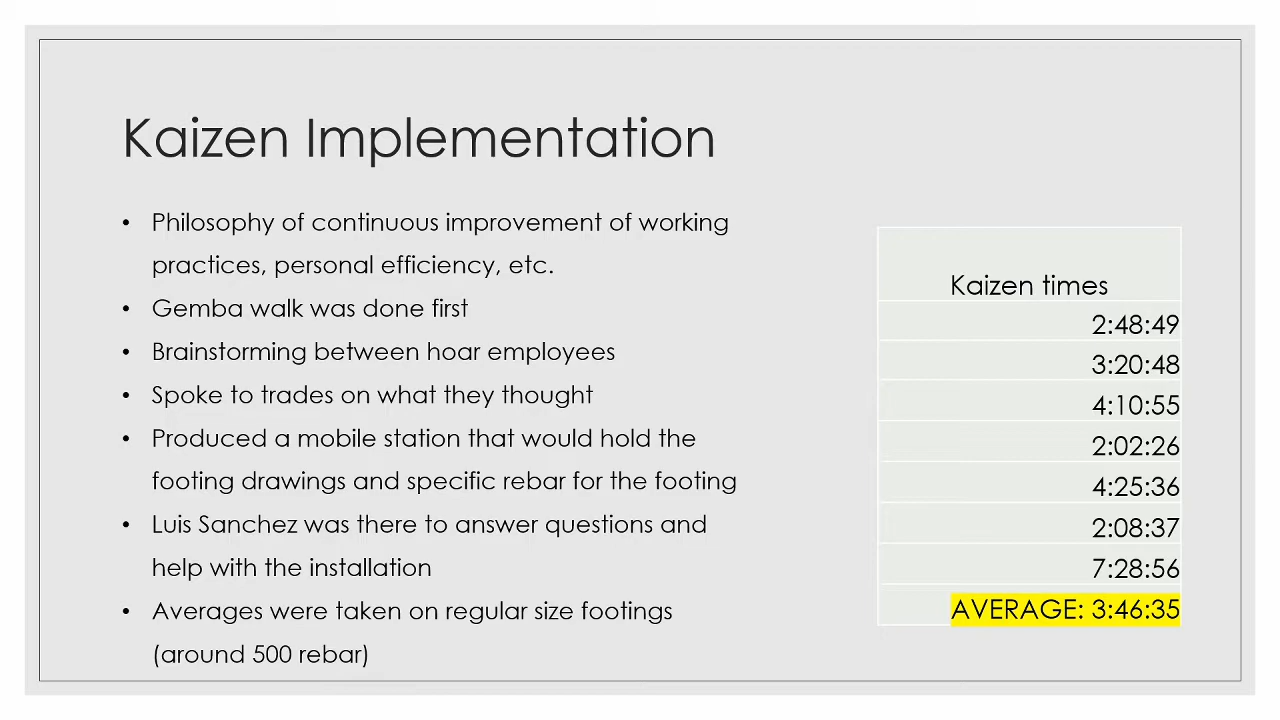 Kaizen Implementation
• Philosophy of continuous improvement of working
practices, personal efficiency, etc.
• Gemba walk was done first
• Brainstorming between hoar employees
• Spoke to trades on what they thought
• Produced a mobile station that would hold the
footing drawings and specific rebar for the footing
• Luis Sanchez was there to answer questions and
help with the installation
• Averages were taken on regular size footings
(around 500 rebar)
Kaizen times
2:48:49
3:20:48
4:10:55
2:02:26
4:25:36
2:08:37
7:28:56
AVERAGE: 3:46:35